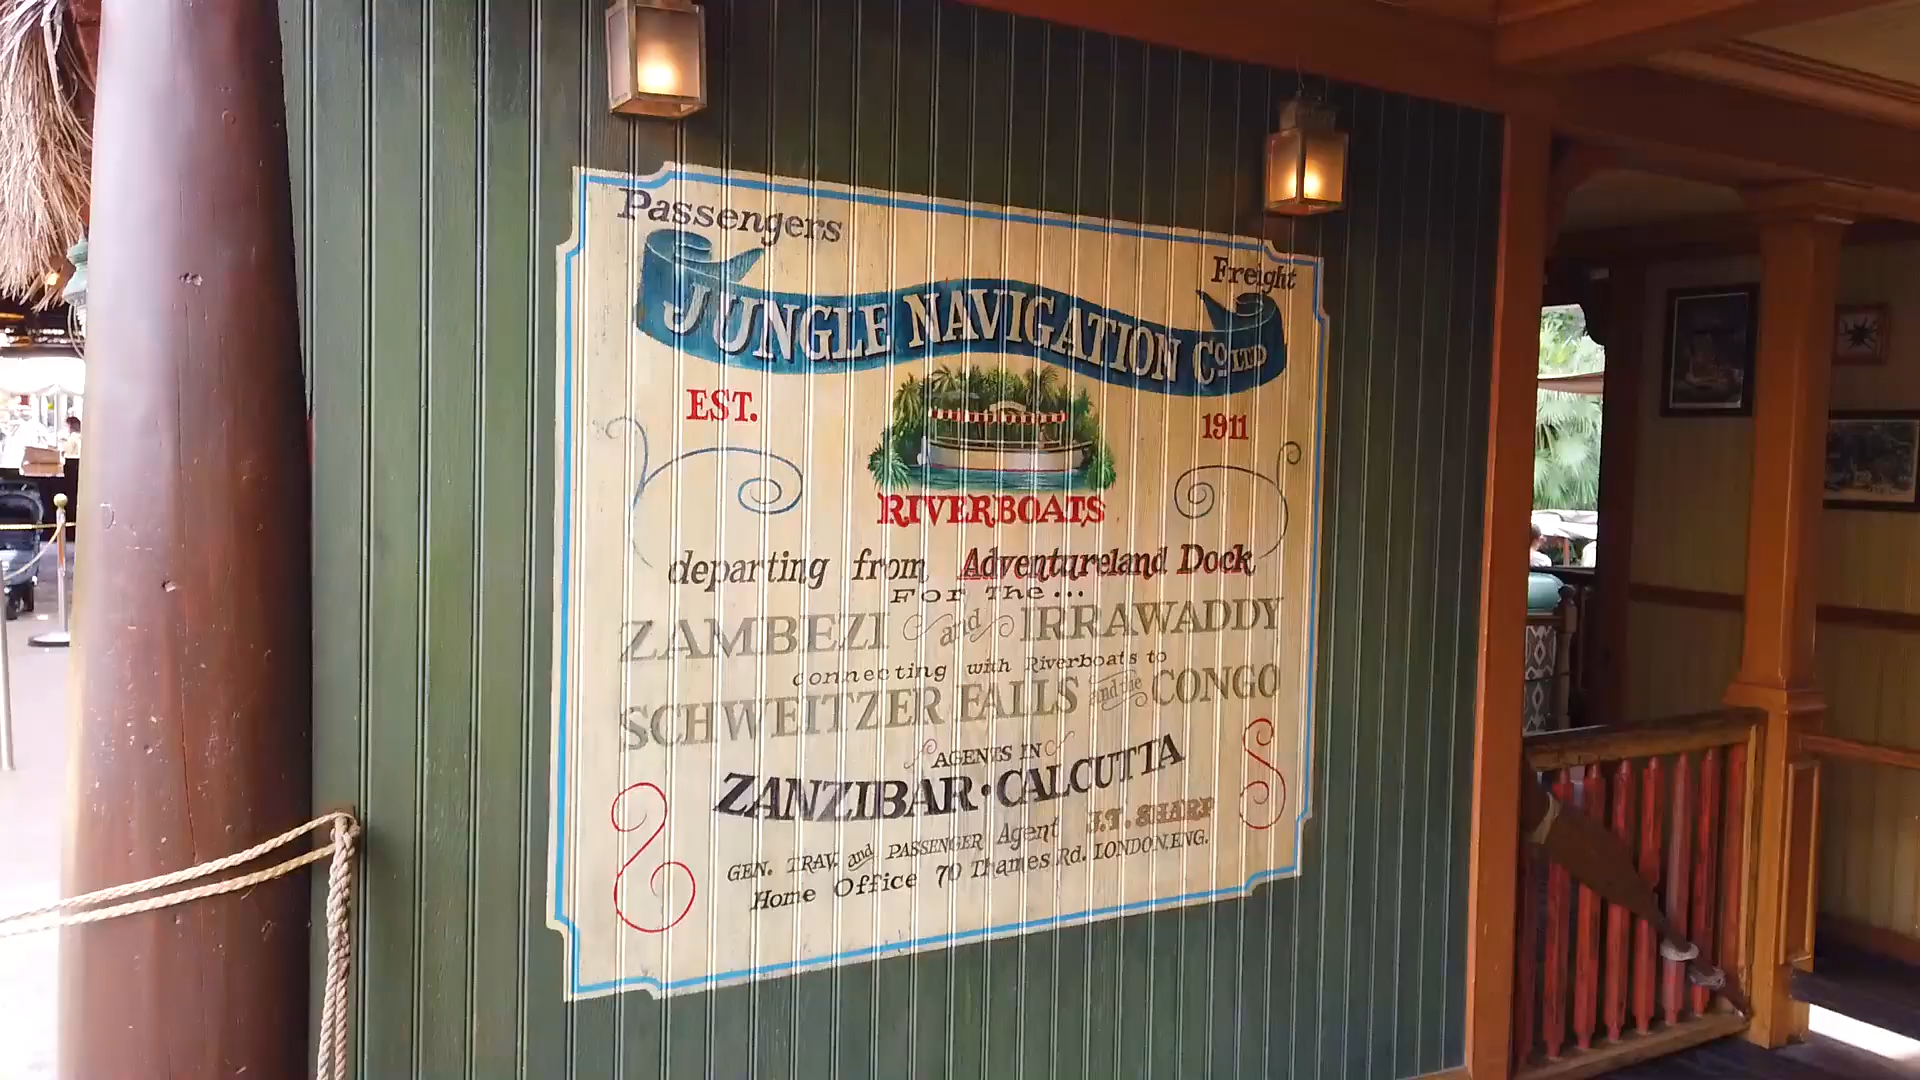 Passengers
Freight
JUNGLE NAVIGATION Cº LTD
EST. 1911
RIVERBOATS
departing from Adventureland Dock
For The...
ZAMBEZI and IRRAWADDY
connecting with Riverboats to
SCHWEITZER FALLS and the CONGO
AGENTS IN
ZANZIBAR · CALCUTTA
GEN. TRAV. and PASSENGER Agent J.T. SHARP
Home Office 70 Thames Rd. LONDON, ENG.